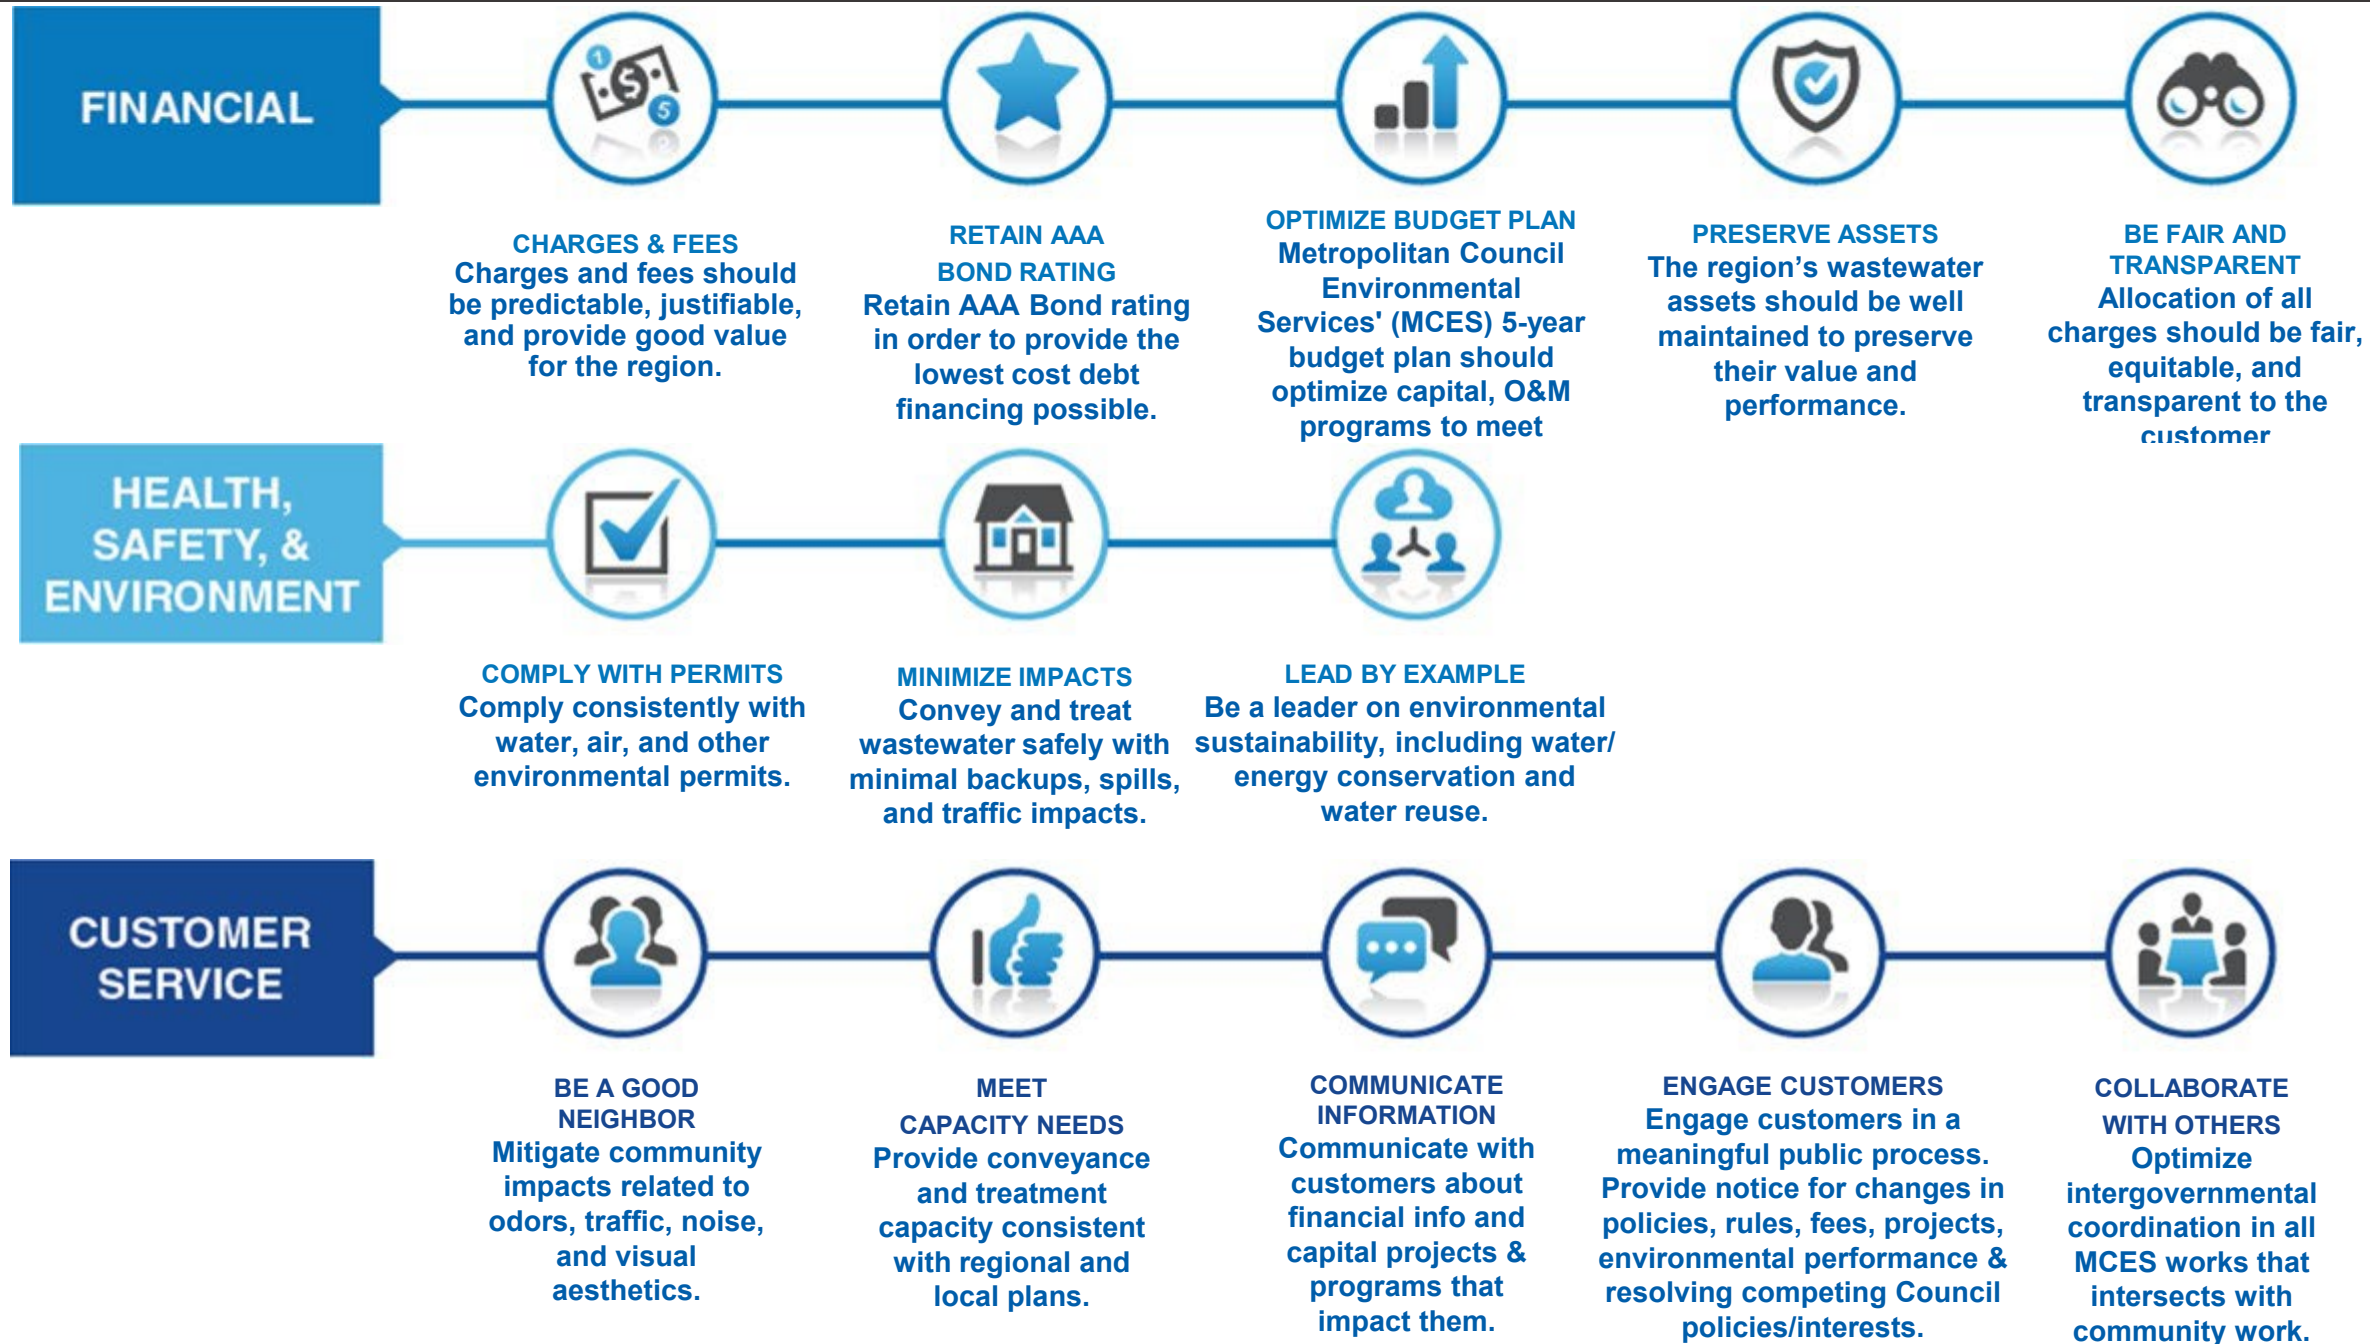 FINANCIAL
1
$
5
CHARGES & FEES
Charges and fees should
be predictable, justifiable,
and provide good value
for the region.
RETAIN AAA
BOND RATING
Retain AAA Bond rating
in order to provide the
lowest cost debt
financing possible.
OPTIMIZE BUDGET PLAN
Metropolitan Council
Environmental
Services' (MCES) 5-year
budget plan should
optimize capital, O&M
programs to meet
PRESERVE ASSETS
The region’s wastewater
assets should be well
maintained to preserve
their value and
performance.
BE FAIR AND
TRANSPARENT
Allocation of all
charges should be fair,
equitable, and
transparent to the
customer
HEALTH,
SAFETY, &
ENVIRONMENT
COMPLY WITH PERMITS
Comply consistently with
water, air, and other
environmental permits.
MINIMIZE IMPACTS
Convey and treat
wastewater safely with
minimal backups, spills,
and traffic impacts.
LEAD BY EXAMPLE
Be a leader on environmental
sustainability, including water/
energy conservation and
water reuse.
CUSTOMER
SERVICE
BE A GOOD
NEIGHBOR
Mitigate community
impacts related to
odors, traffic, noise,
and visual
aesthetics.
MEET
CAPACITY NEEDS
Provide conveyance
and treatment
capacity consistent
with regional and
local plans.
COMMUNICATE
INFORMATION
Communicate with
customers about
financial info and
capital projects &
programs that
impact them.
ENGAGE CUSTOMERS
Engage customers in a
meaningful public process.
Provide notice for changes in
policies, rules, fees, projects,
environmental performance &
resolving competing Council
policies/interests.
COLLABORATE
WITH OTHERS
Optimize
intergovernmental
coordination in all
MCES works that
intersects with
community work.